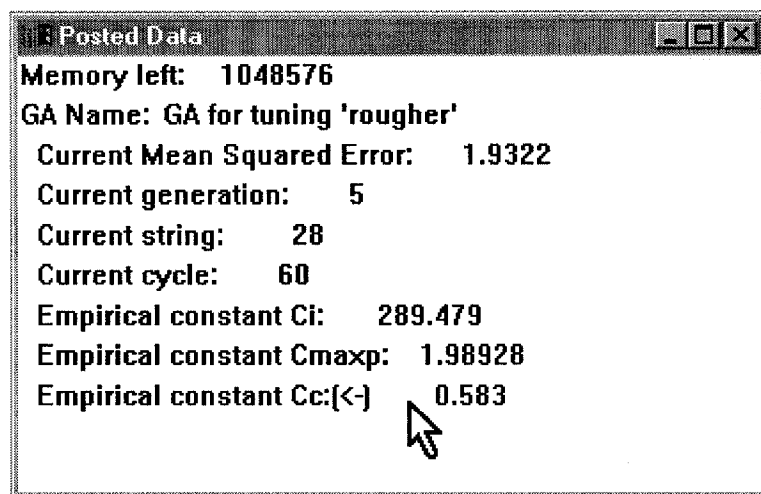 Posted Data
Memory left: 1048576
GA Name: GA for tuning 'rougher'
Current Mean Squared Error: 1.9322
Current generation: 5
Current string: 28
Current cycle: 60
Empirical constant Ci: 289.479
Empirical constant Cmaxp: 1.98928
Empirical constant Cc:(<-) 0.583